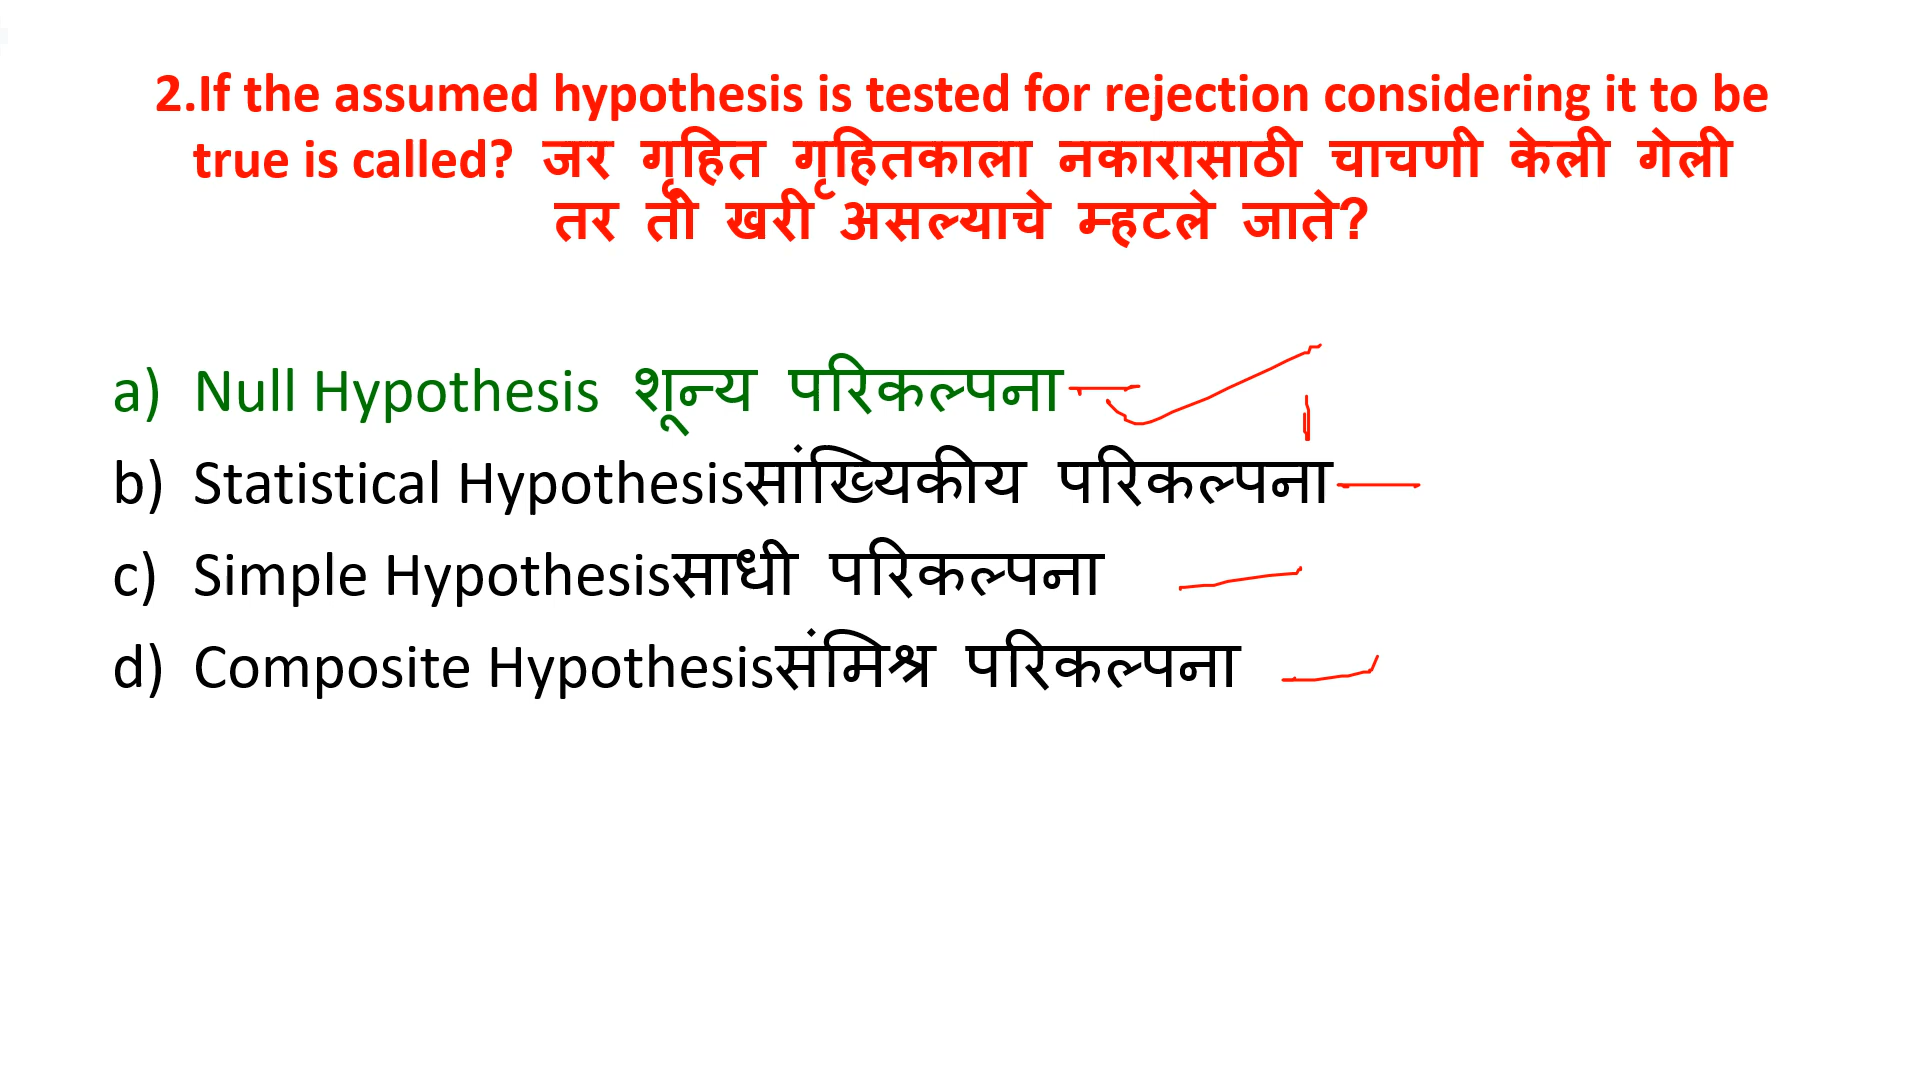 2.If the assumed hypothesis is tested for rejection considering it to be
true is called? जर गृहित गृहितकाला नकारासाठी चाचणी केली गेली
तर ती खरी असल्याचे म्हटले जाते?
a) Null Hypothesis शून्य परिकल्पना
b) Statistical Hypothesisसांख्यिकीय परिकल्पना
c) Simple Hypothesisसाधी परिकल्पना
d) Composite Hypothesisसंमिश्र परिकल्पना